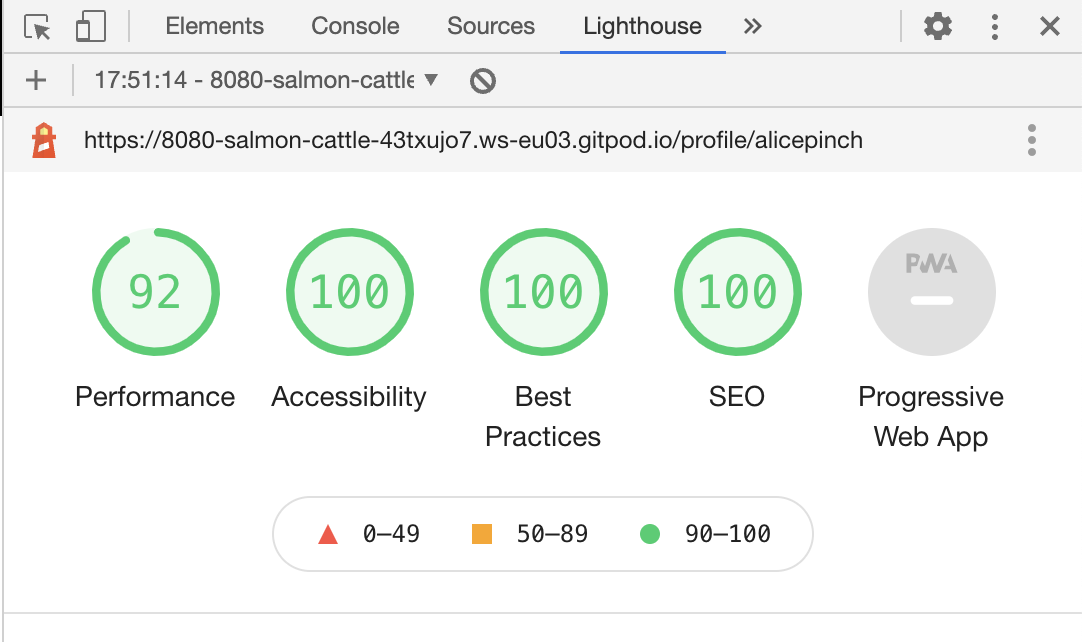 Elements Console Sources Lighthouse »
+ 17:51:14 - 8080-salmon-cattle ▼
https://8080-salmon-cattle-43txujo7.ws-eu03.gitpod.io/profile/alicepinch
92 100 100 100 PWA
Performance Accessibility Best Practices SEO Progressive Web App
0–49 50–89 90–100